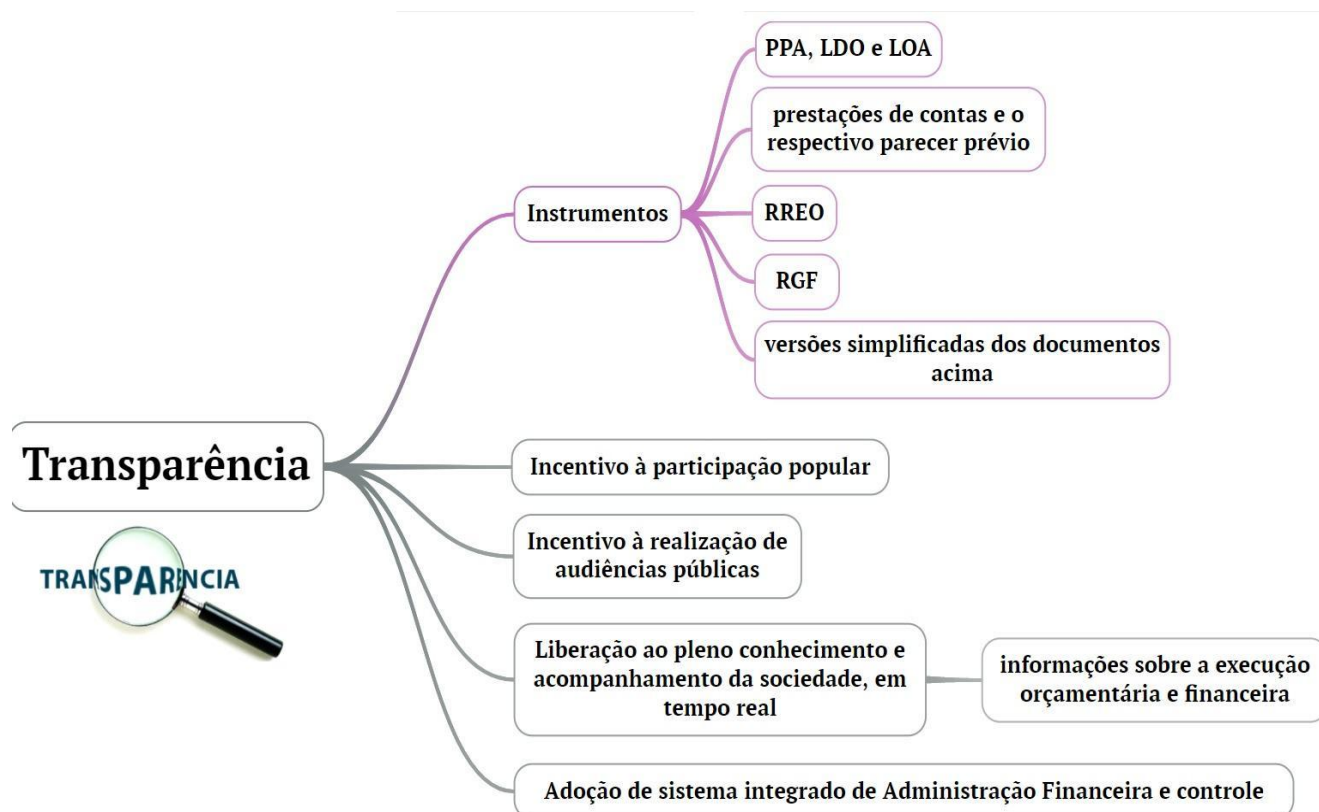 PPA, LDO e LOA
prestações de contas e o
respectivo parecer prévio
Instrumentos
RREO
RGF
versões simplificadas dos documentos
acima
Transparência
TRANSPARENCIA
Incentivo à participação popular
Incentivo à realização de
audiências públicas
Liberação ao pleno conhecimento e
acompanhamento da sociedade, em
tempo real
informações sobre a execução
orçamentária e financeira
Adoção de sistema integrado de Administração Financeira e controle